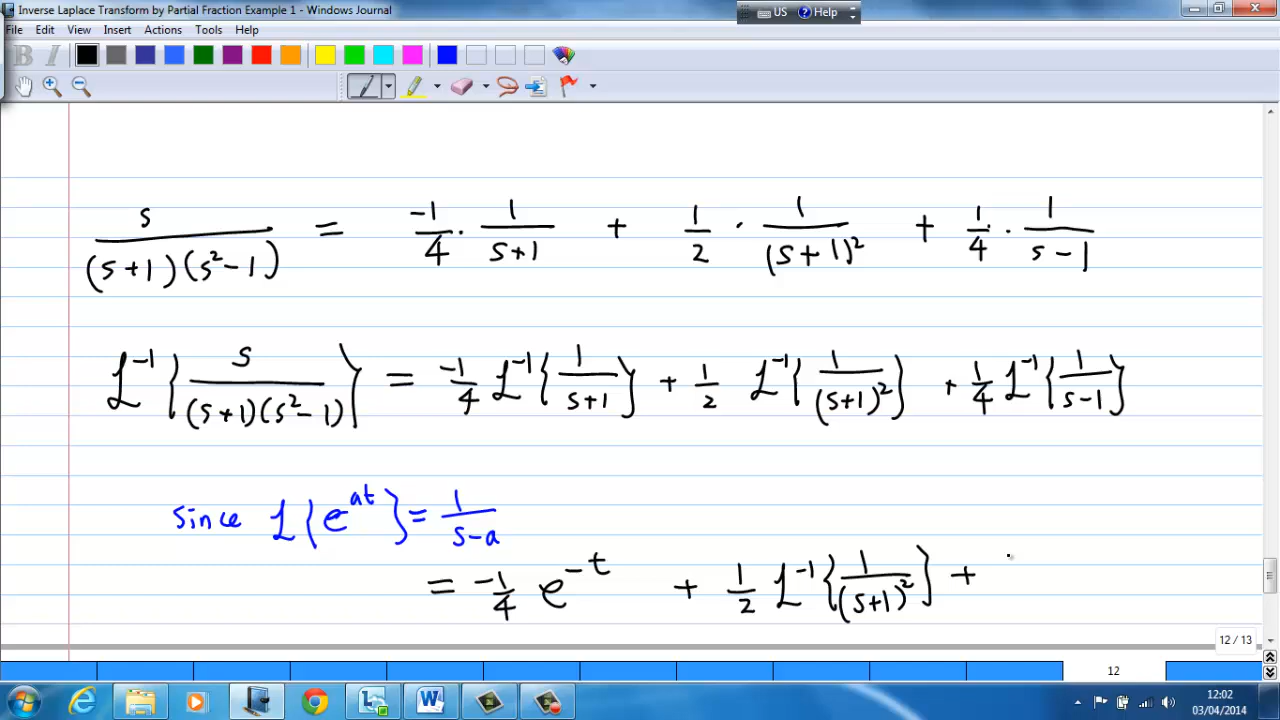 Inverse Laplace Transform by Partial Fraction Example 1 - Windows Journal
US Help
File Edit View Insert Actions Tools Help
B I
s/((s+1)(s²-1)) = -1/4 · 1/(s+1) + 1/2 · 1/(s+1)² + 1/4 · 1/(s-1)
ℒ⁻¹{s/((s+1)(s²-1))} = -1/4 ℒ⁻¹{1/(s+1)} + 1/2 ℒ⁻¹{1/(s+1)²} + 1/4 ℒ⁻¹{1/(s-1)}
Since ℒ{e^(at)} = 1/(s-a)
= -1/4 e^(-t) + 1/2 ℒ⁻¹{1/(s+1)²} +
12 / 13
12
12:02
03/04/2014